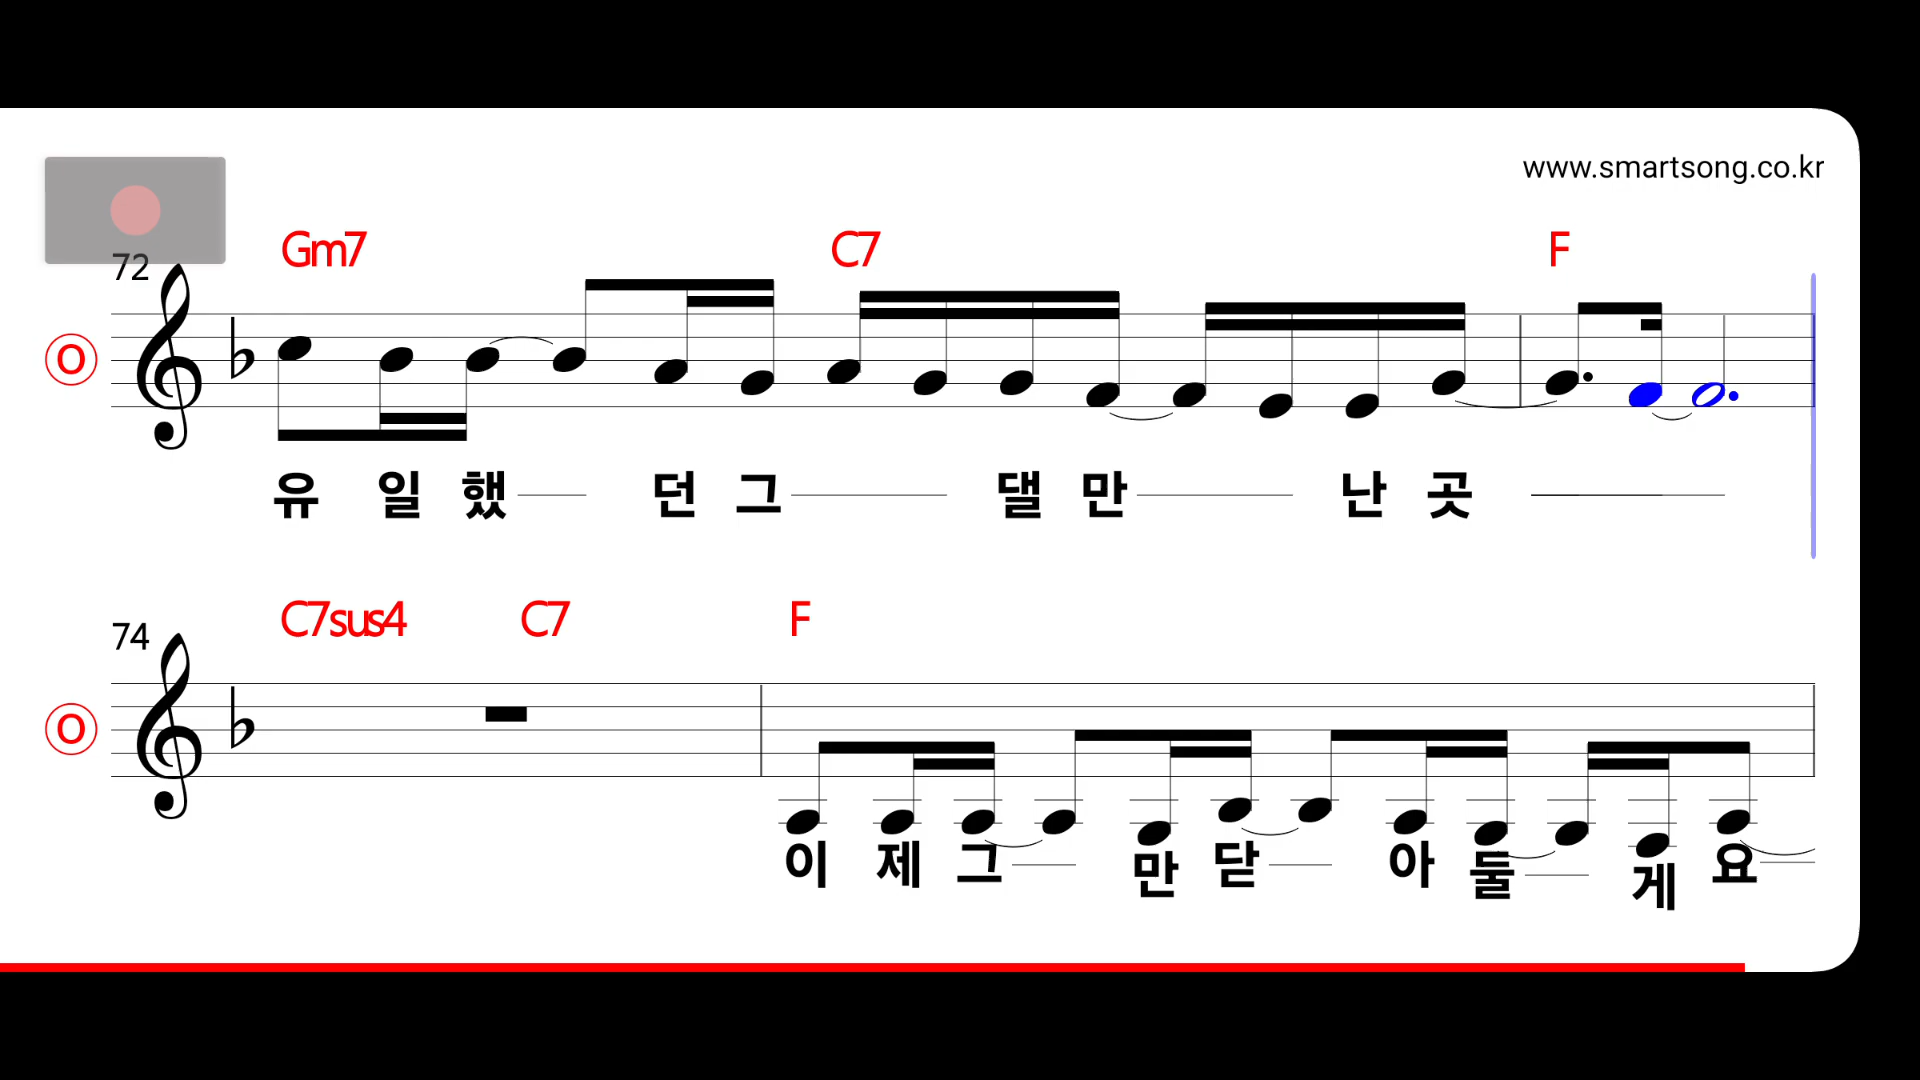 www.smartsong.co.kr
Gm7 C7 F
72
O
유 일 했 던 그 댈 만 난 곳
C7sus4 C7 F
74
O
이 제 그 만 닫 아 둘 게 요